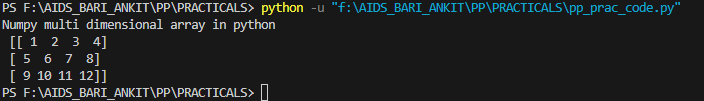 PS F:\AIDS_BARI_ANKIT\PP\PRACTICALS> python -u "f:\AIDS_BARI_ANKIT\PP\PRACTICALS\pp_prac_code.py"
Numpy multi dimensional array in python
 [[ 1  2  3  4]
 [ 5  6  7  8]
 [ 9 10 11 12]]
PS F:\AIDS_BARI_ANKIT\PP\PRACTICALS>